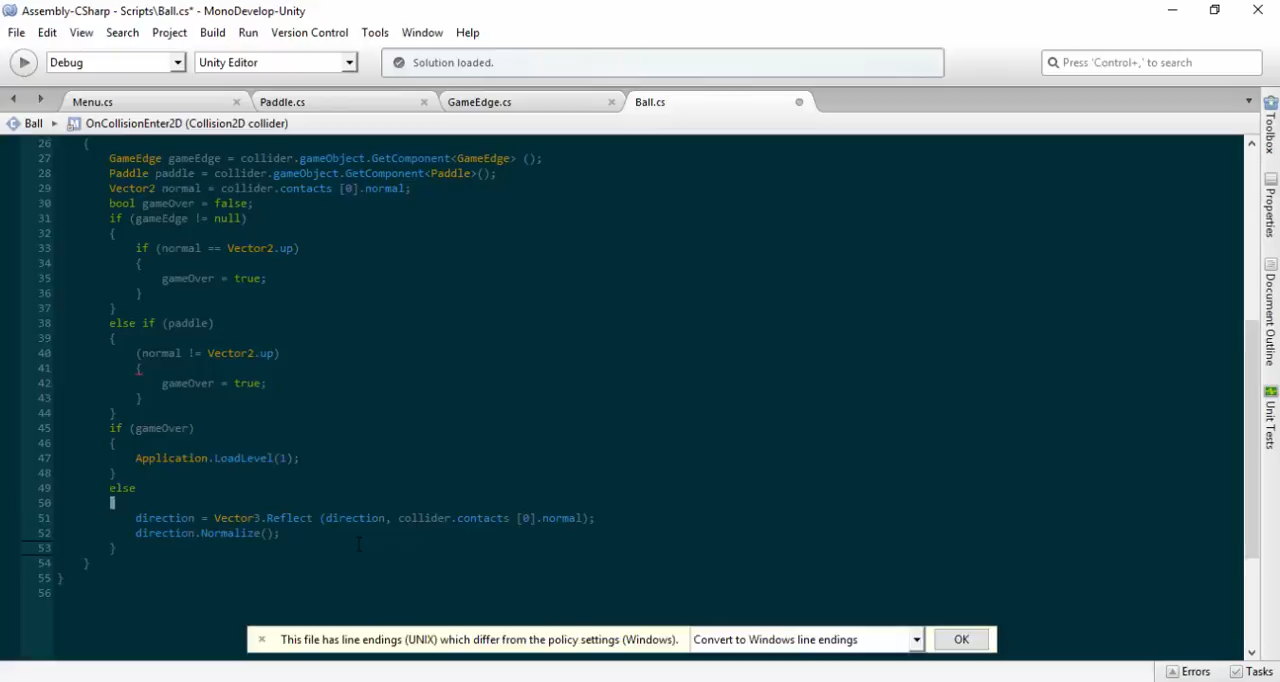 Assembly-CSharp - Scripts\Ball.cs* - MonoDevelop-Unity
File Edit View Search Project Build Run Version Control Tools Window Help
Debug Unity Editor Solution loaded. Press 'Control+,' to search
Menu.cs Paddle.cs GameEdge.cs Ball.cs
Ball OnCollisionEnter2D (Collision2D collider)
26 {
27 GameEdge gameEdge = collider.gameObject.GetComponent<GameEdge> ();
28 Paddle paddle = collider.gameObject.GetComponent<Paddle>();
29 Vector2 normal = collider.contacts [0].normal;
30 bool gameOver = false;
31 if (gameEdge != null)
32 {
33 if (normal == Vector2.up)
34 {
35 gameOver = true;
36 }
37 }
38 else if (paddle)
39 {
40 (normal != Vector2.up)
41 {
42 gameOver = true;
43 }
44 }
45 if (gameOver)
46 {
47 Application.LoadLevel(1);
48 }
49 else
50 {
51 direction = Vector3.Reflect (direction, collider.contacts [0].normal);
52 direction.Normalize();
53 }
54 }
55 }
56
Toolbox
Properties
Document Outline
Unit Tests
This file has line endings (UNIX) which differ from the policy settings (Windows). Convert to Windows line endings OK
Errors Tasks